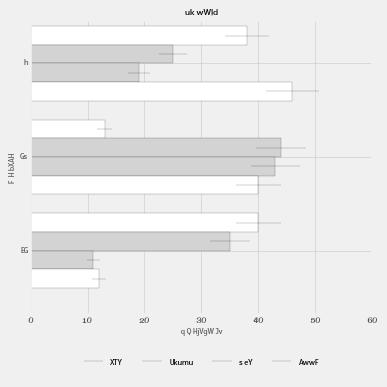 uk wWld
h
Gs
EG
F H bXAH
0 10 20 30 40 50 60
q Q HjVgW Jv
XTY Ukumu s eY AwwF